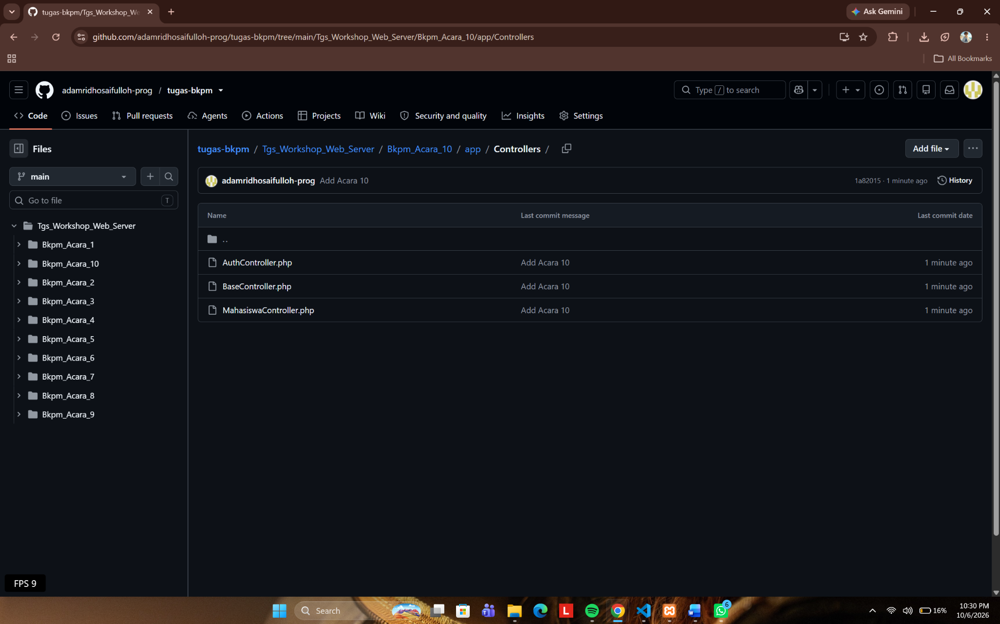 tugas-bkpm/Tgs_Workshop_We
Ask Gemini
github.com/adamridhosaifulloh-prog/tugas-bkpm/tree/main/Tgs_Workshop_Web_Server/Bkpm_Acara_10/app/Controllers
All Bookmarks
adamridhosaifulloh-prog / tugas-bkpm
Type / to search
Code Issues Pull requests Agents Actions Projects Wiki Security and quality Insights Settings
Files
tugas-bkpm / Tgs_Workshop_Web_Server / Bkpm_Acara_10 / app / Controllers /
Add file
main
adamridhosaifulloh-prog Add Acara 10
1a82015 · 1 minute ago History
Go to file T
Name Last commit message Last commit date
Tgs_Workshop_Web_Server
Bkpm_Acara_1
Bkpm_Acara_10
Bkpm_Acara_2
Bkpm_Acara_3
Bkpm_Acara_4
Bkpm_Acara_5
Bkpm_Acara_6
Bkpm_Acara_7
Bkpm_Acara_8
Bkpm_Acara_9
..
AuthController.php Add Acara 10 1 minute ago
BaseController.php Add Acara 10 1 minute ago
MahasiswaController.php Add Acara 10 1 minute ago
FPS 9
Search
L
T
W
6
16%
10:30 PM
10/6/2026